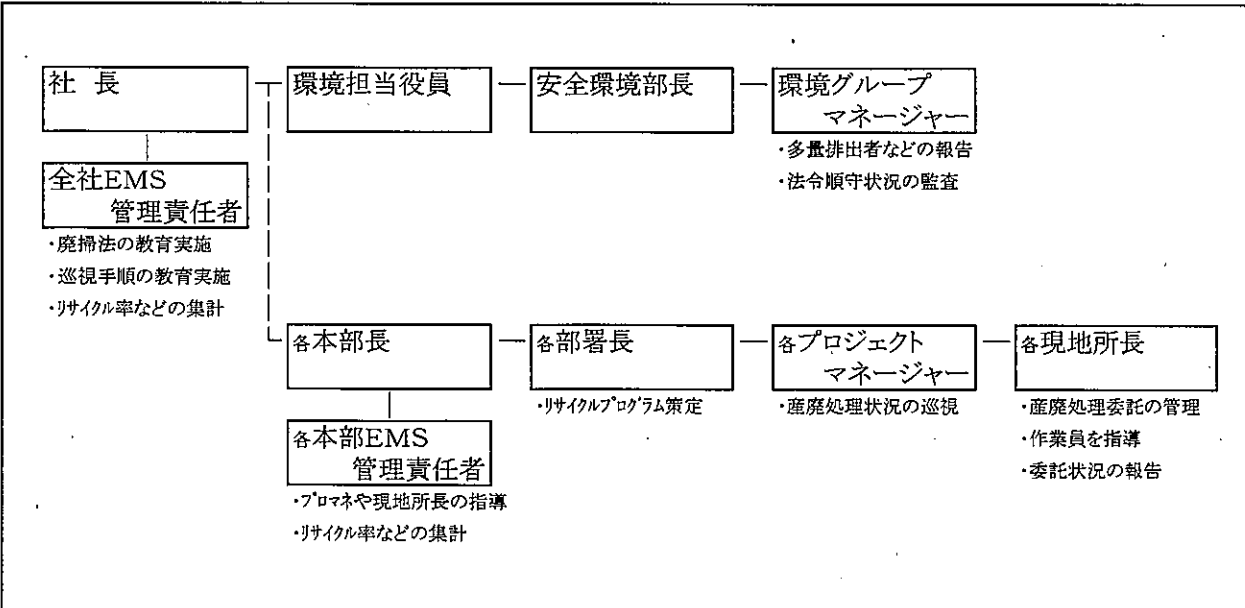 社 長
環境担当役員
安全環境部長
環境グループ
マネージャー
・多量排出者などの報告
・法令順守状況の監査
全社EMS
管理責任者
・廃掃法の教育実施
・巡視手順の教育実施
・ﾘｻｲｸﾙ率などの集計
各本部長
各部署長
各プロジェクト
マネージャー
各現地所長
・ﾘｻｲｸﾙﾌﾟﾛｸﾞﾗﾑ策定
・産廃処理状況の巡視
・産廃処理委託の管理
・作業員を指導
・委託状況の報告
各本部EMS
管理責任者
・ﾌﾟﾛﾏﾈや現地所長の指導
・ﾘｻｲｸﾙ率などの集計